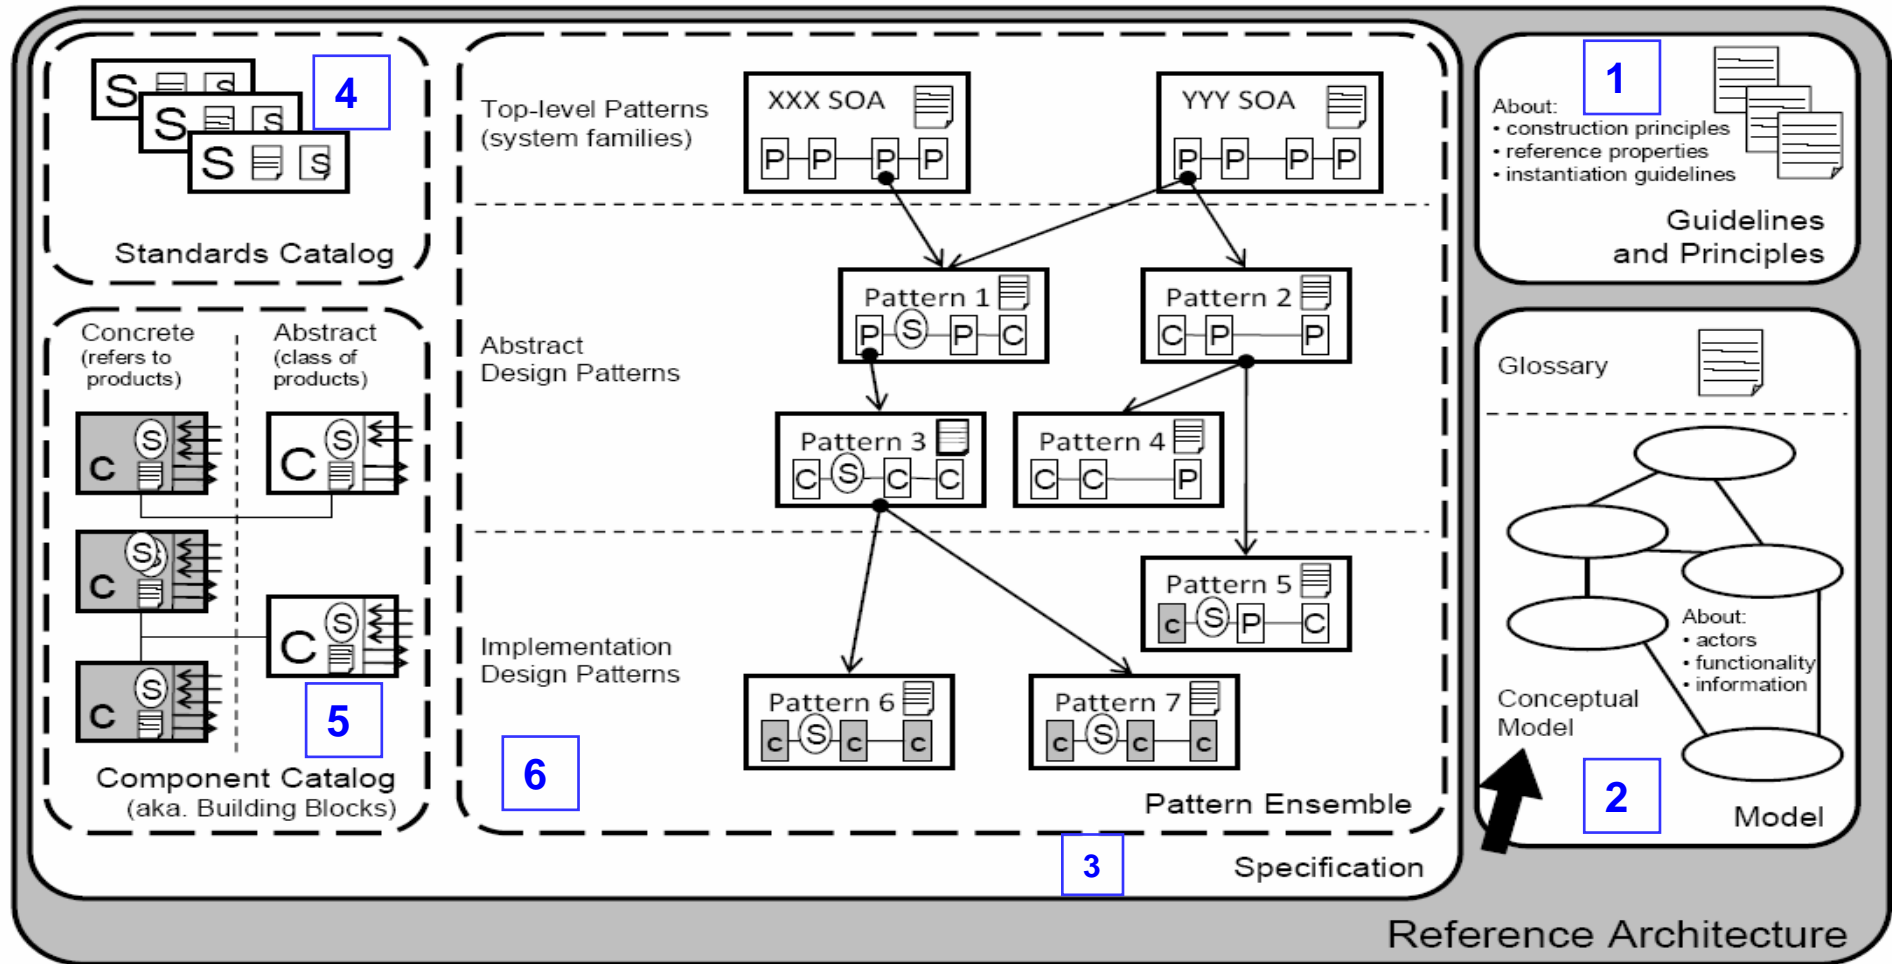 S S
4
S S
S S
Standards Catalog
Concrete
(refers to
products)
Abstract
(class of
products)
C S
C S
C S
C S
C S
5
Component Catalog
(aka. Building Blocks)
Top-level Patterns
(system families)
XXX SOA
P P P P
YYY SOA
P P P P
Abstract
Design Patterns
Pattern 1
P S P C
Pattern 2
C P P
Pattern 3
C S C C
Pattern 4
C C P
Implementation
Design Patterns
Pattern 5
c S P C
Pattern 6
c S c c
Pattern 7
c S c c
6
Pattern Ensemble
3
Specification
1
About:
• construction principles
• reference properties
• instantiation guidelines
Guidelines
and Principles
Glossary
About:
• actors
• functionality
• information
Conceptual
Model
2
Model
Reference Architecture